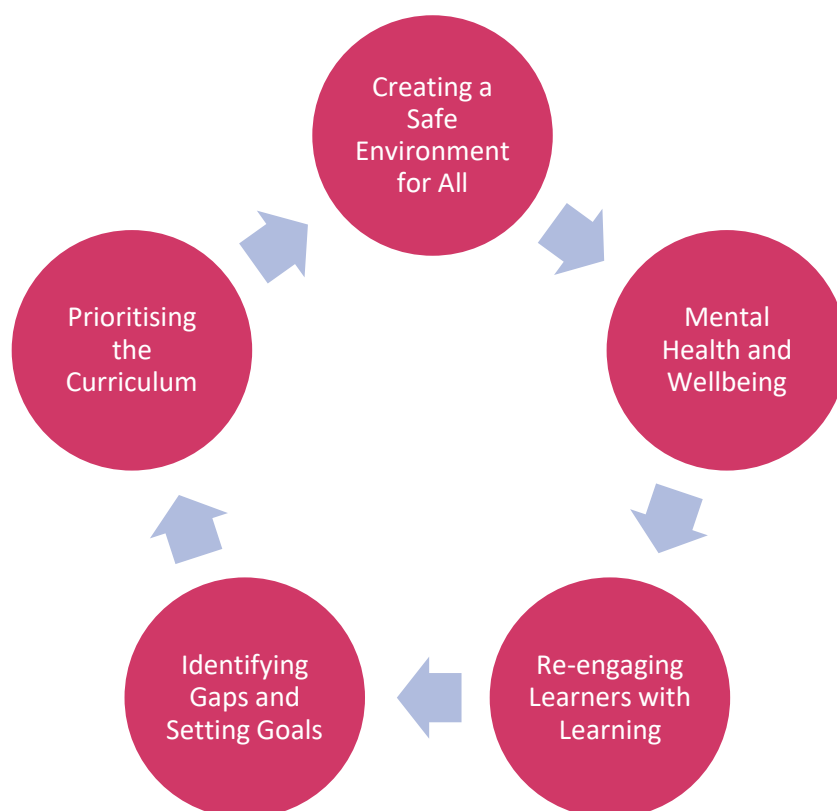 Creating a
Safe
Environment
for All
Mental
Health and
Wellbeing
Re-engaging
Learners with
Learning
Identifying
Gaps and
Setting Goals
Prioritising
the
Curriculum